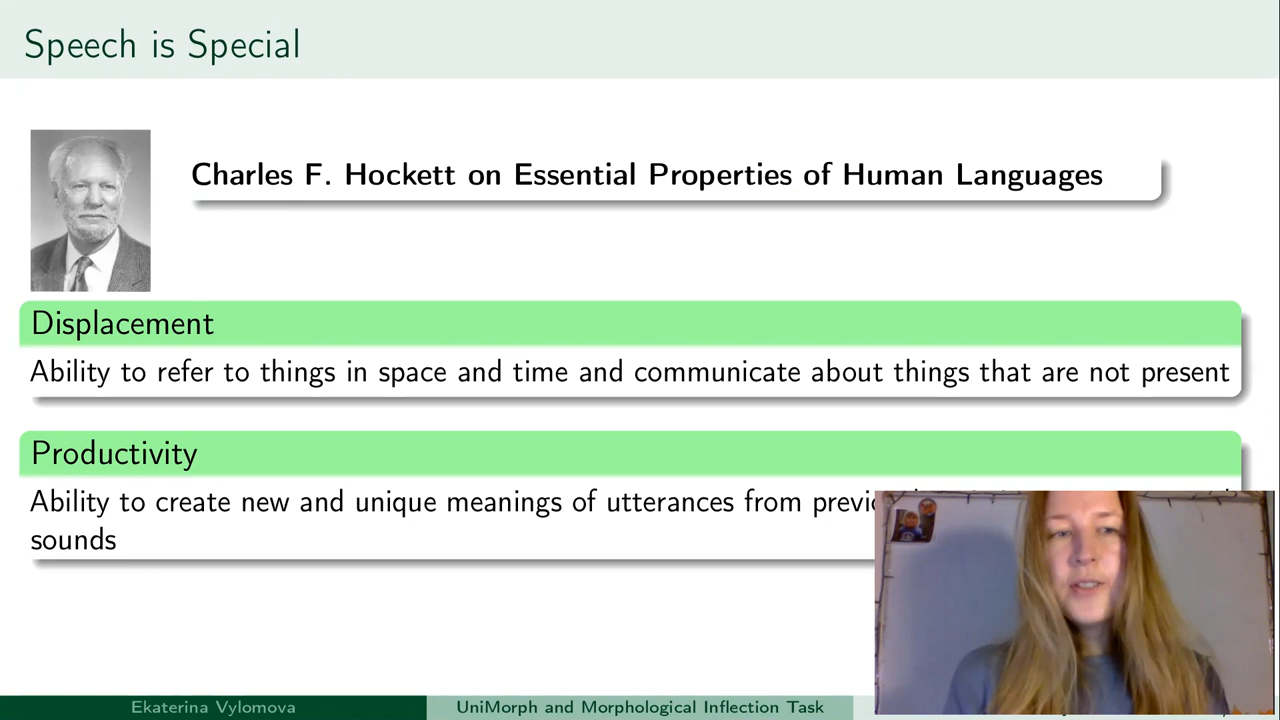 Speech is Special
Charles F. Hockett on Essential Properties of Human Languages
Displacement
Ability to refer to things in space and time and communicate about things that are not present
Productivity
Ability to create new and unique meanings of utterances from
sounds
Ekaterina Vylomova
UniMorph and Morphological Inflection Task